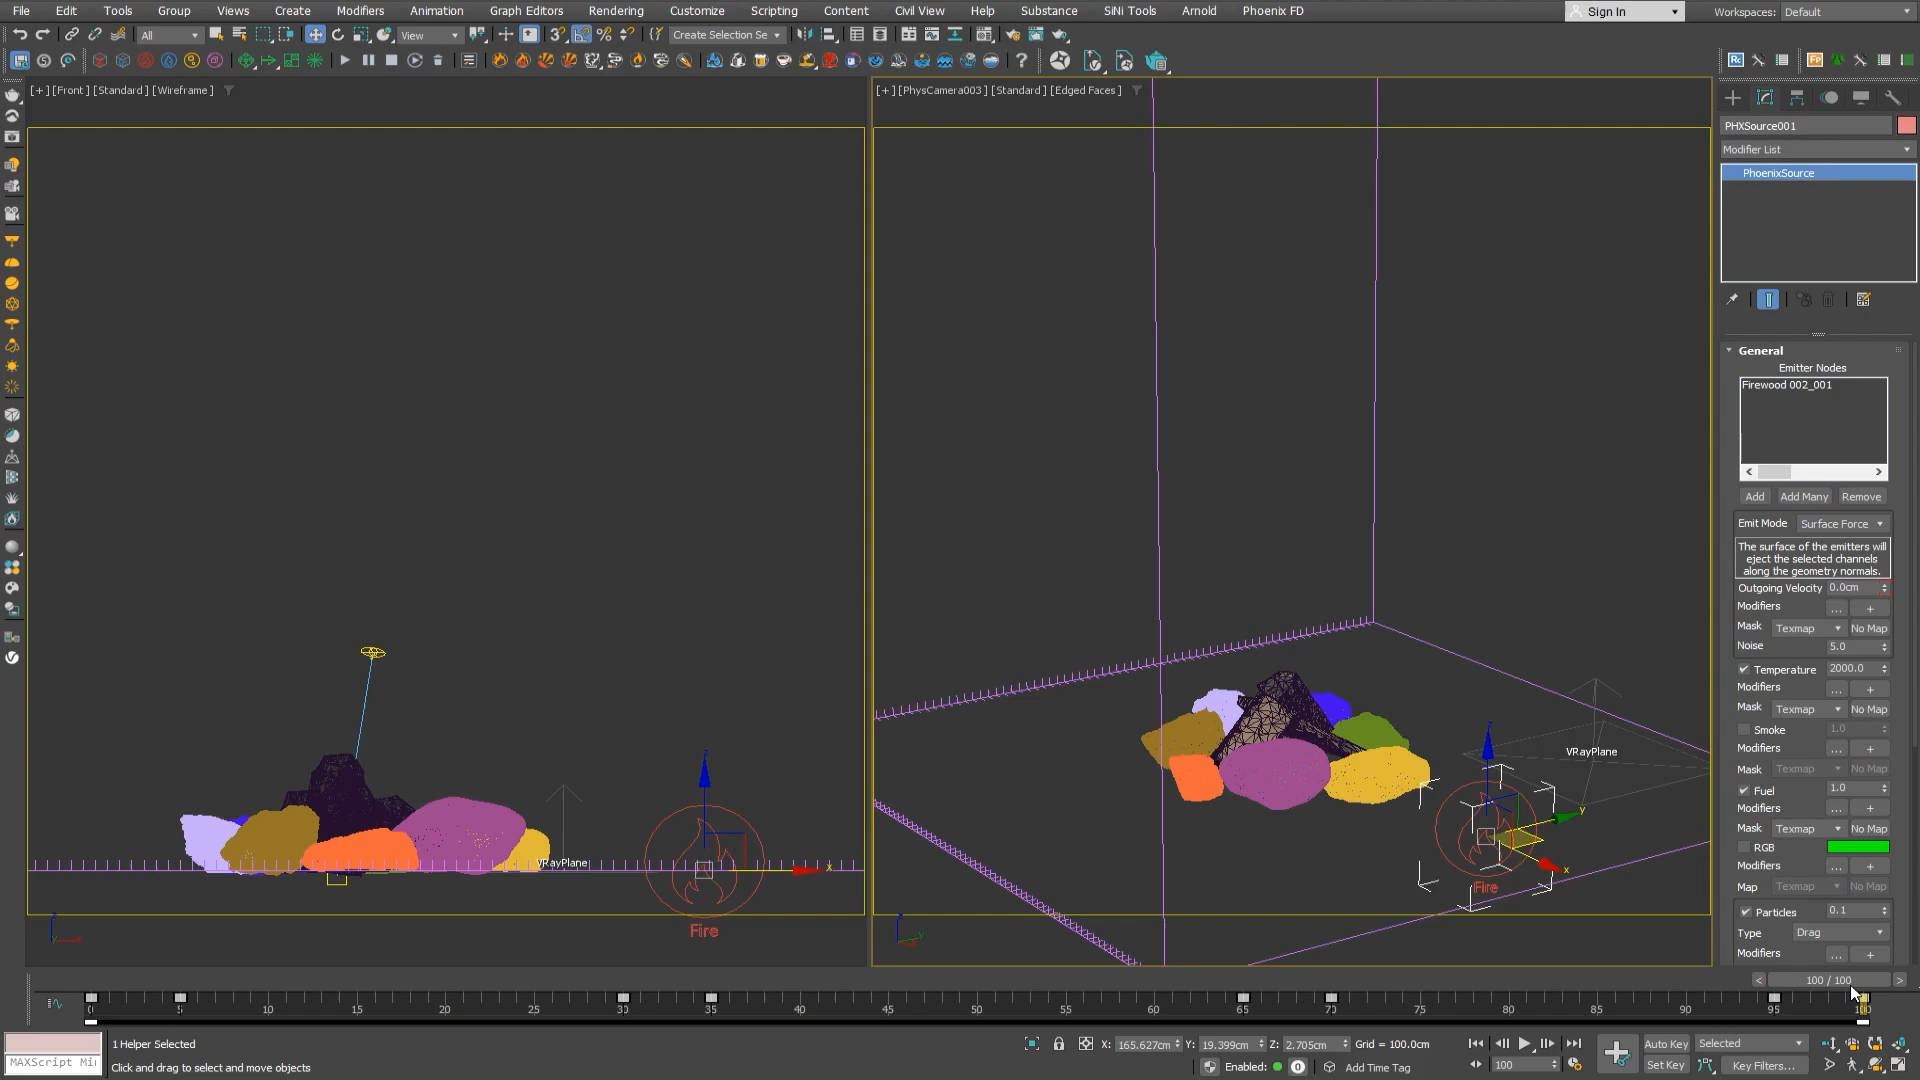 File Edit Tools Group Views Create Modifiers Animation Graph Editors Rendering Customize Scripting Content Civil View Help Substance SiNi Tools Arnold Phoenix FD Sign In Workspaces: Default
All View Create Selection Se
[+] [Front ] [Standard ] [Wireframe ]
[+] [PhysCamera003 ] [Standard ] [Edged Faces ]
PHXSource001
Modifier List
PhoenixSource
General
Emitter Nodes
Firewood 002_001
Add Add Many Remove
Emit Mode Surface Force
The surface of the emitters will
eject the selected channels
along the geometry normals.
Outgoing Velocity 0.0cm
Modifiers ... +
Mask Texmap No Map
Noise 5.0
Temperature 2000.0
Modifiers ... +
Mask Texmap No Map
Smoke 1.0
Modifiers ... +
Mask Texmap No Map
Fuel 1.0
Modifiers ... +
Mask Texmap No Map
RGB
Modifiers ... +
Map Texmap No Map
Particles 0.1
Type Drag
Modifiers ... +
VRayPlane
x
Fire
VRayPlane
z
y
x
Fire
< 100 / 100 >
0 5 10 15 20 25 30 35 40 45 50 55 60 65 70 75 80 85 90 95
1 Helper Selected X: 165.627cm Y: 19.399cm Z: 2.705cm Grid = 100.0cm Auto Key Selected
MAXScript Mi Click and drag to select and move objects Enabled: 0 Add Time Tag 100 Set Key Key Filters...